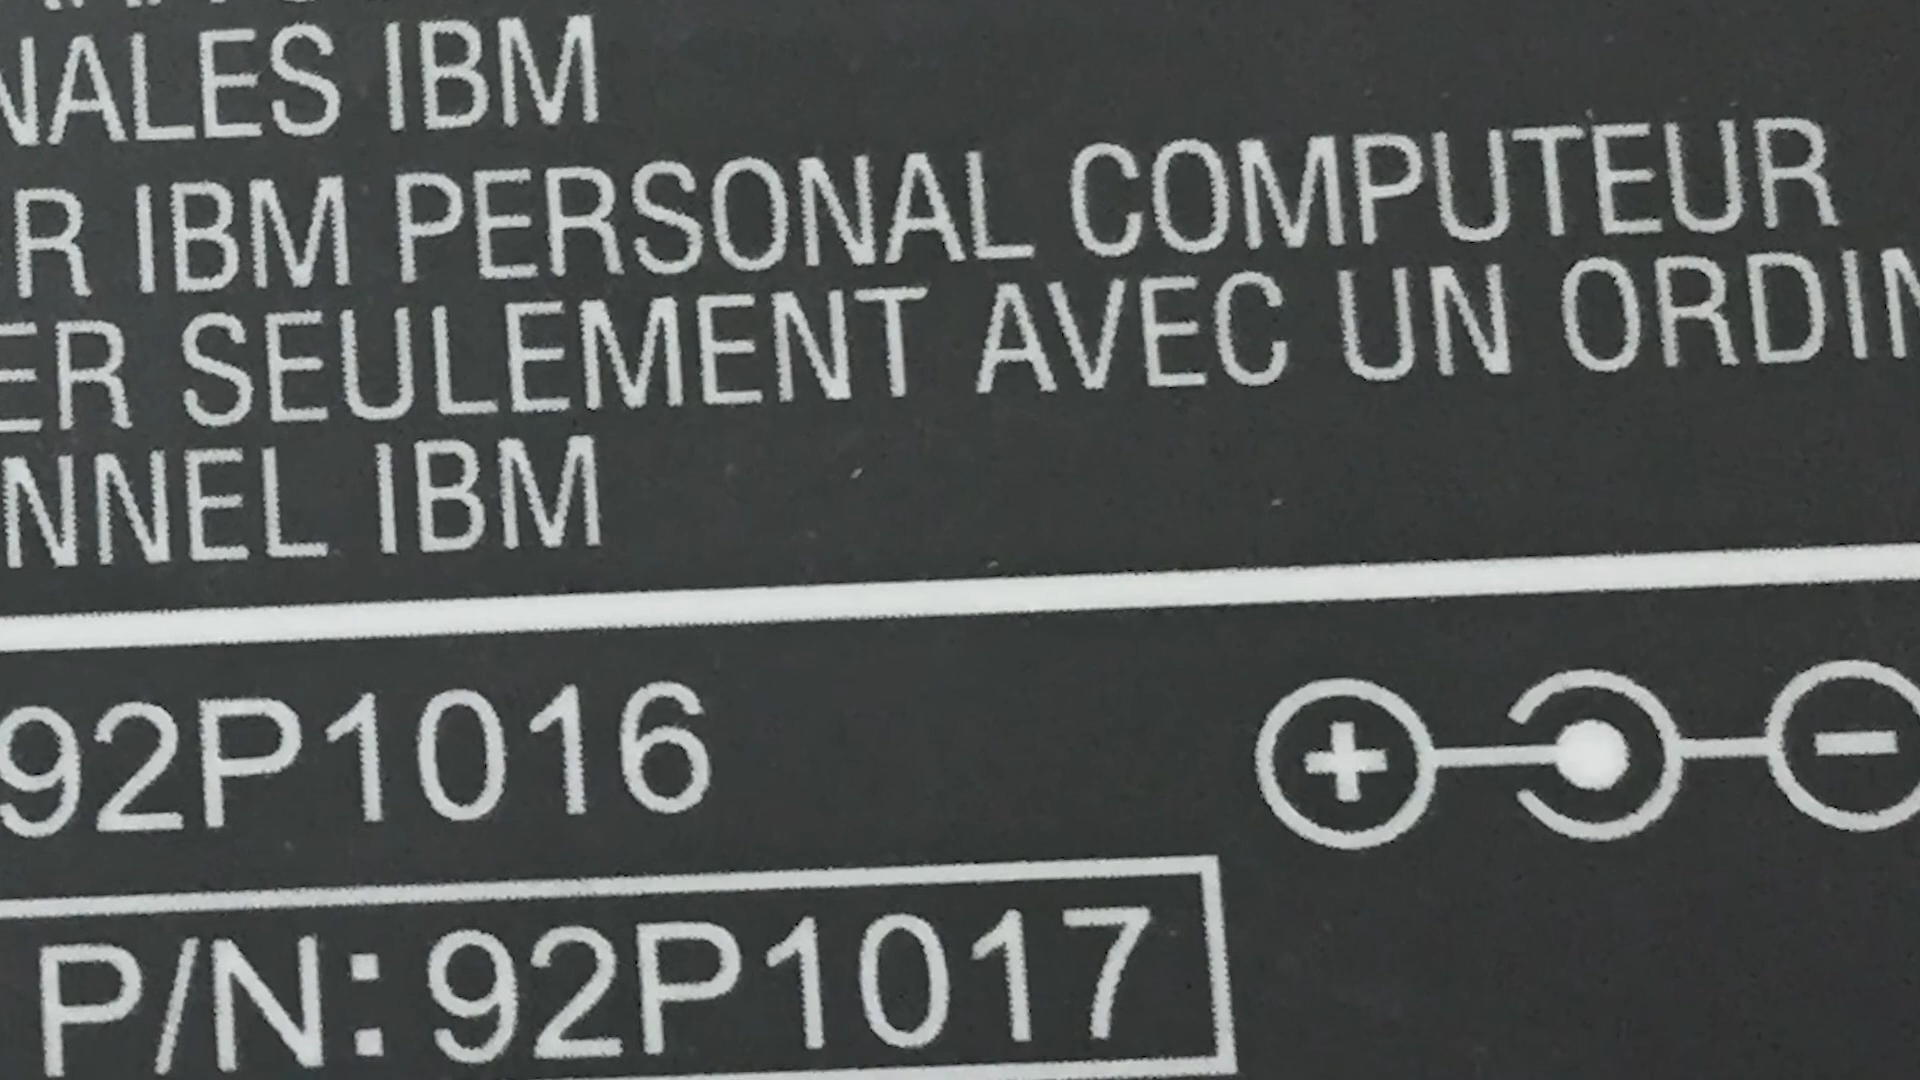 NALES IBM
R IBM PERSONAL COMPUTEUR
ER SEULEMENT AVEC UN ORDIN
NNEL IBM
92P1016
P/N: 92P1017